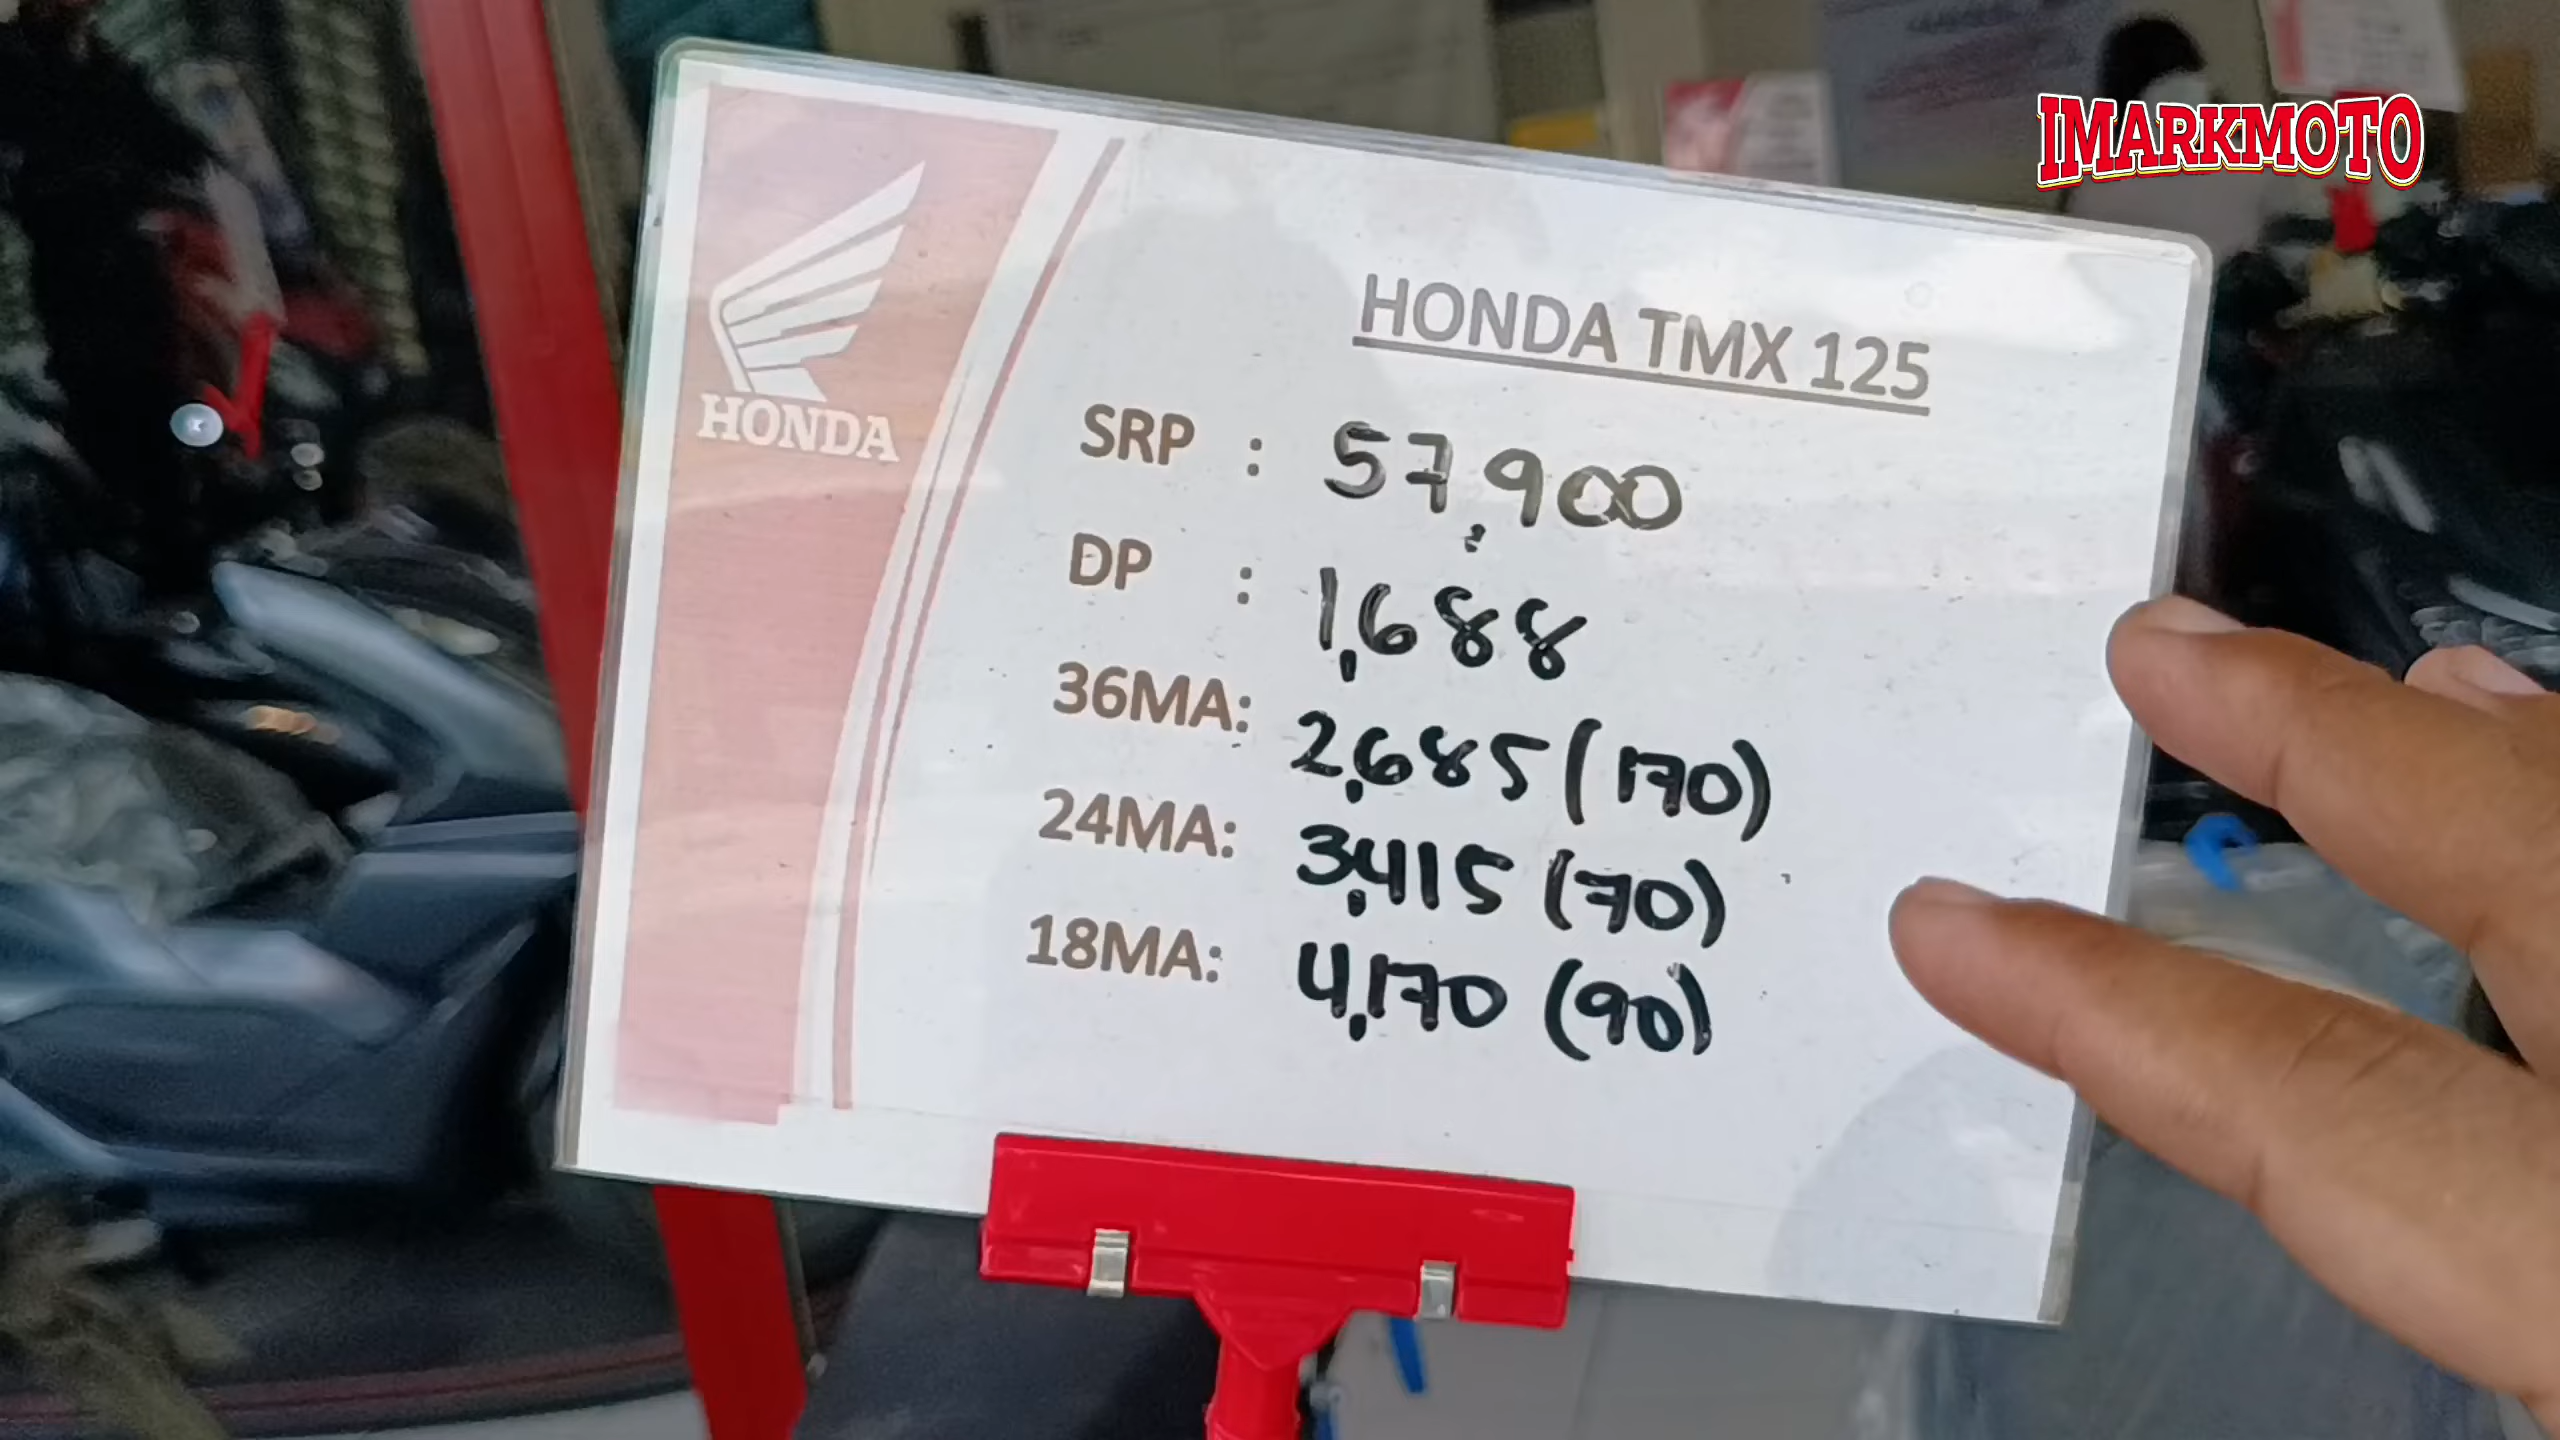 IMARKMOTO
HONDA
HONDA TMX 125
SRP : 57,900
DP : 1,688
36MA: 2,685 (170)
24MA: 3,415 (70)
18MA: 4,170 (90)